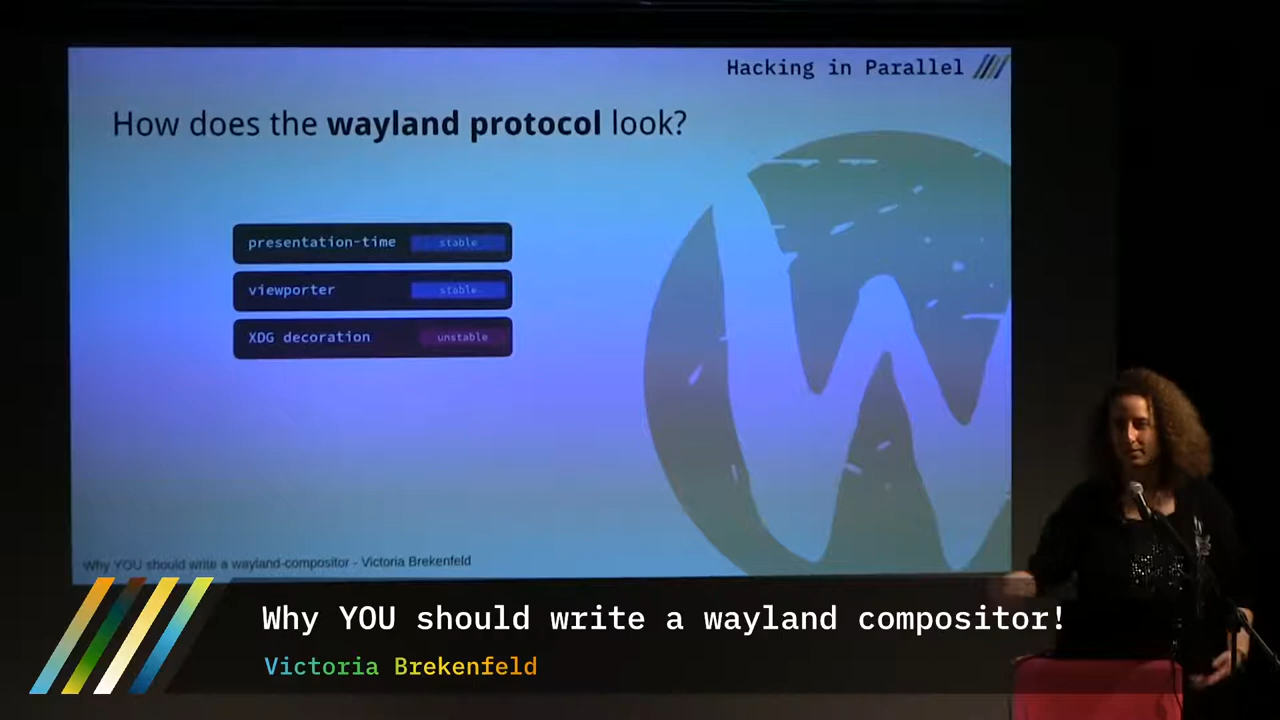 Hacking in Parallel
How does the wayland protocol look?
presentation-time stable
viewporter stable
XDG decoration unstable
Why YOU should write a wayland-compositor - Victoria Brekenfeld
Why YOU should write a wayland compositor!
Victoria Brekenfeld